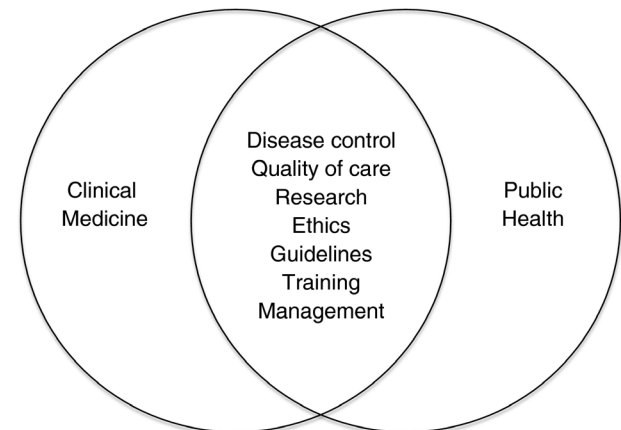 Clinical
Medicine
Disease control
Quality of care
Research
Ethics
Guidelines
Training
Management
Public
Health